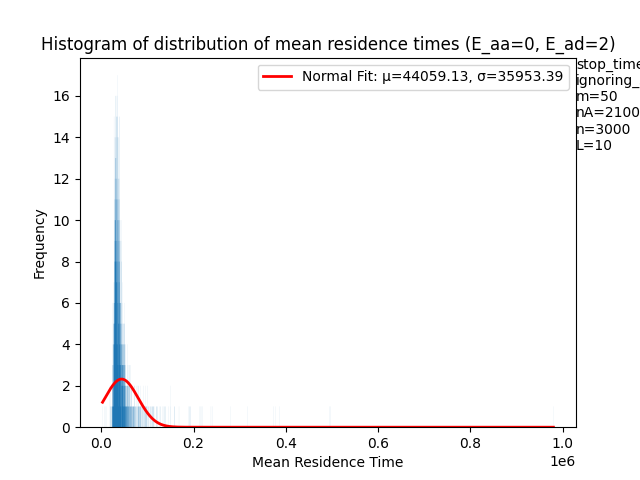 Histogram of distribution of mean residence times (E_aa=0, E_ad=2)
Normal Fit: μ=44059.13, σ=35953.39
stop_time
ignoring_
m=50
nA=2100
n=3000
L=10
Frequency
16
14
12
10
8
6
4
2
0
0.0 0.2 0.4 0.6 0.8 1.0
1e6
Mean Residence Time